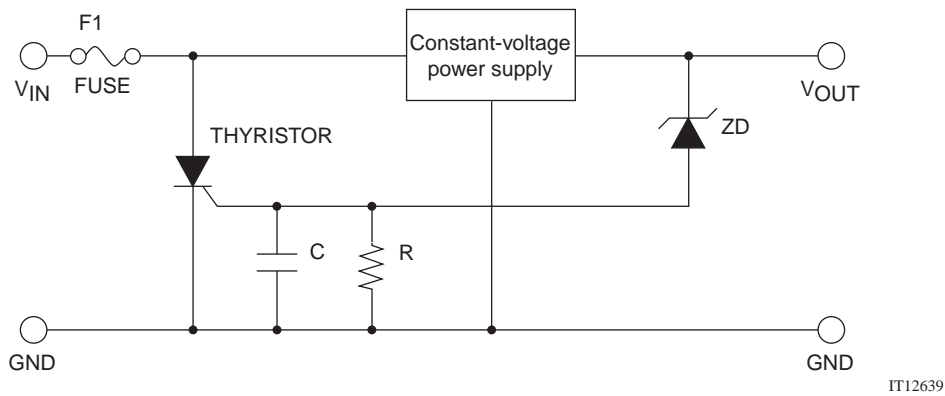 F1
FUSE
VIN
Constant-voltage
power supply
VOUT
ZD
THYRISTOR
C
R
GND
GND
IT12639